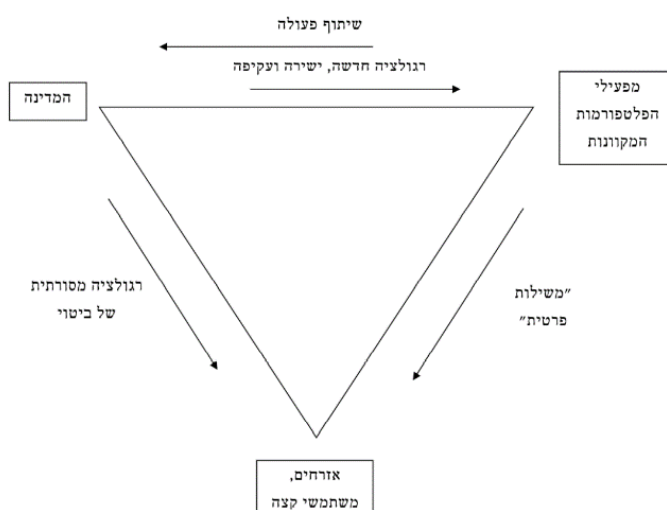 שיתוף פעולה
רגולציה חדשה, ישירה ועקיפה
מפעילי
הפלטפורמות
המקוונות
המדינה
רגולציה מסורתית
של ביטוי
״משילות
פרטית״
אזרחים,
משתמשי קצה